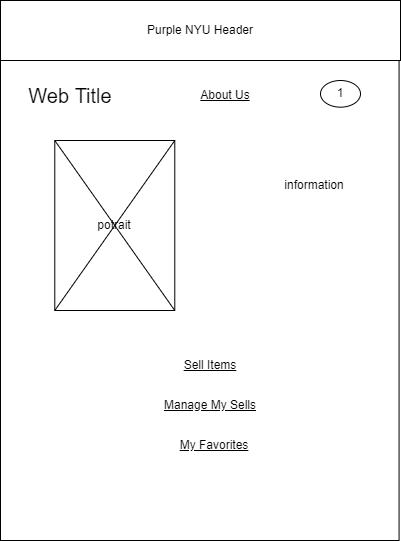 Purple NYU Header
Web Title
About Us
1
information
potrait
Sell Items
Manage My Sells
My Favorites